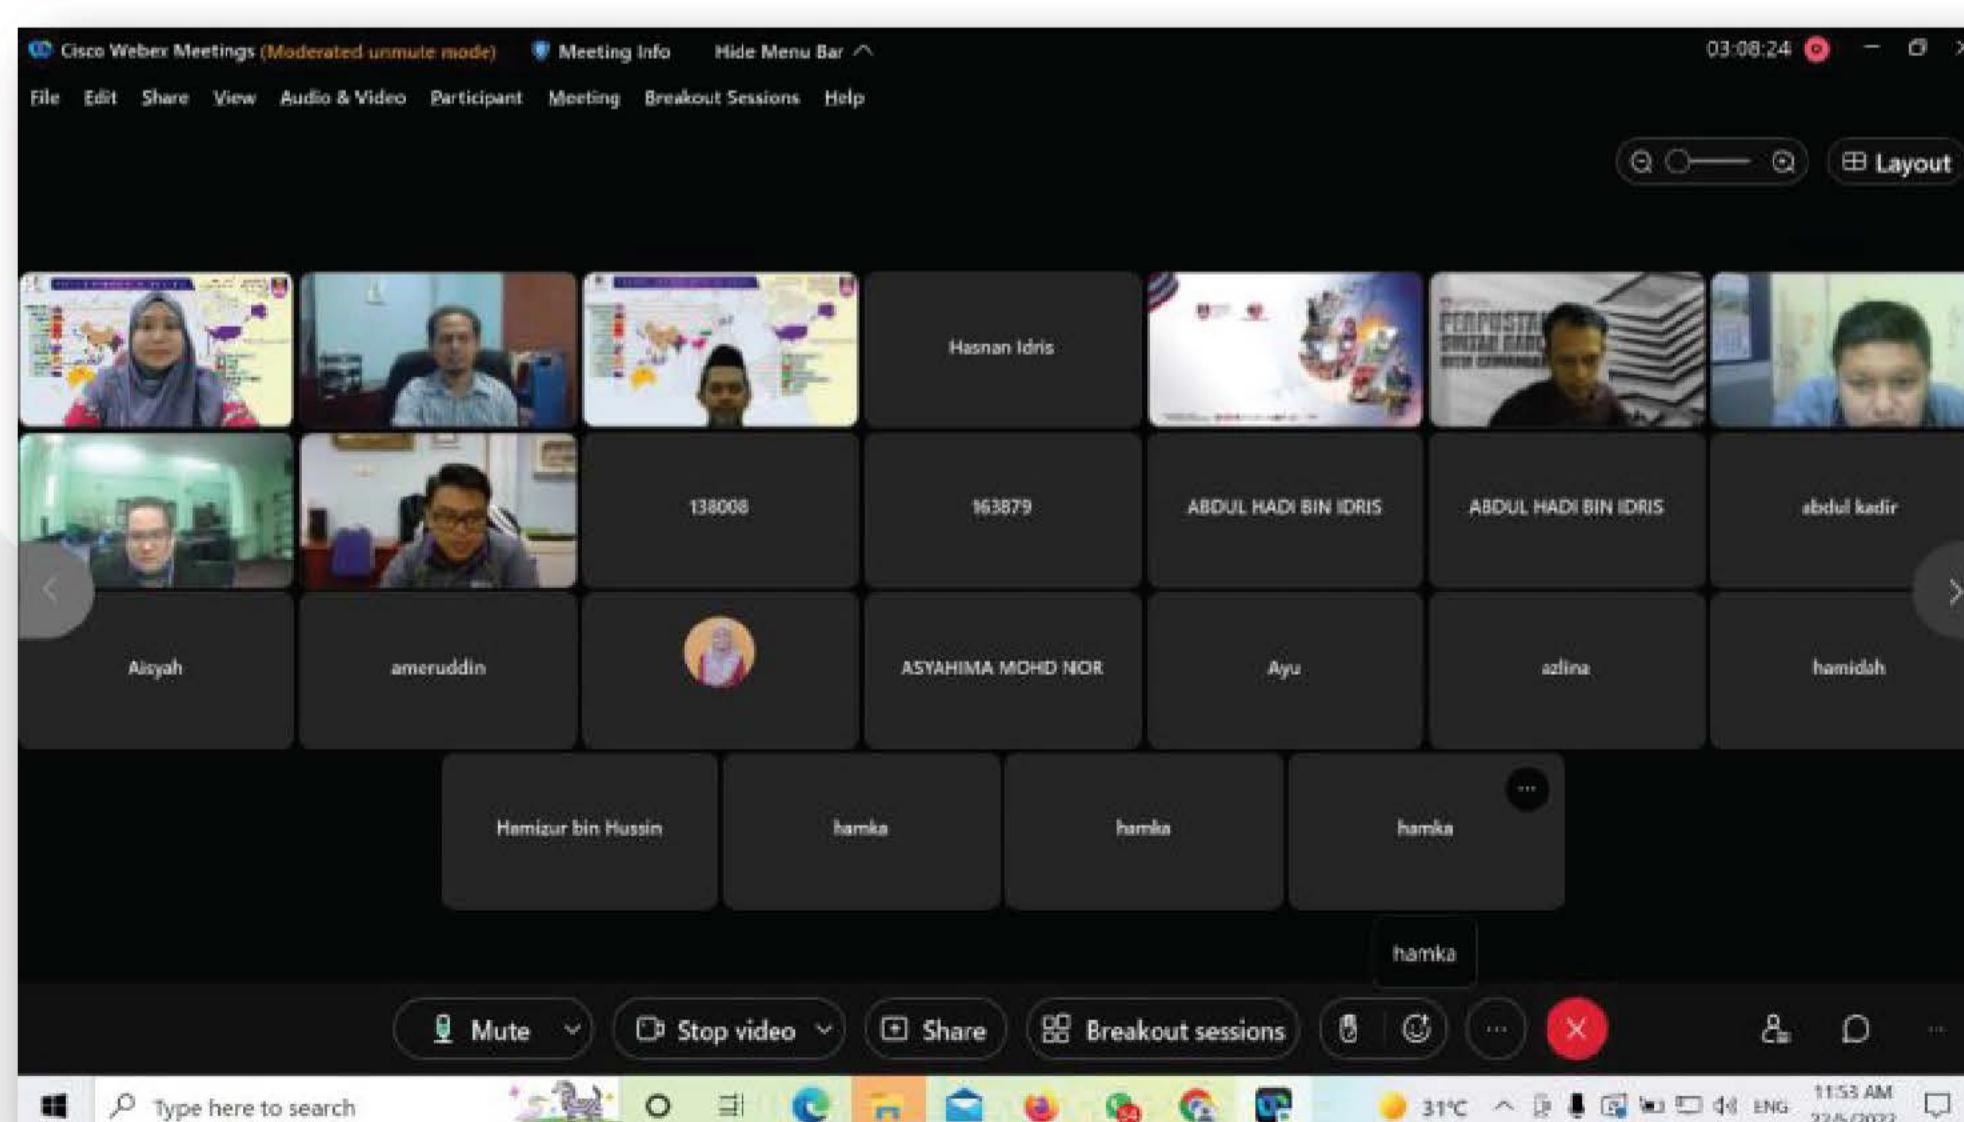 Cisco Webex Meetings (Moderated unmute mode) Meeting Info Hide Menu Bar 03:08:24
File Edit Share View Audio & Video Participant Meeting Breakout Sessions Help
Layout
Hasnan Idris
138008 163879 ABDUL HADI BIN IDRIS ABDUL HADI BIN IDRIS abdul kadir
Aisyah ameruddin ASYAHIMA MOHD NOR Ayu azlina hamidah
Hamizur bin Hussin hamka hamka hamka
hamka
Mute Stop video Share Breakout sessions
Type here to search 31°C ENG 11:53 AM
22/5/2022